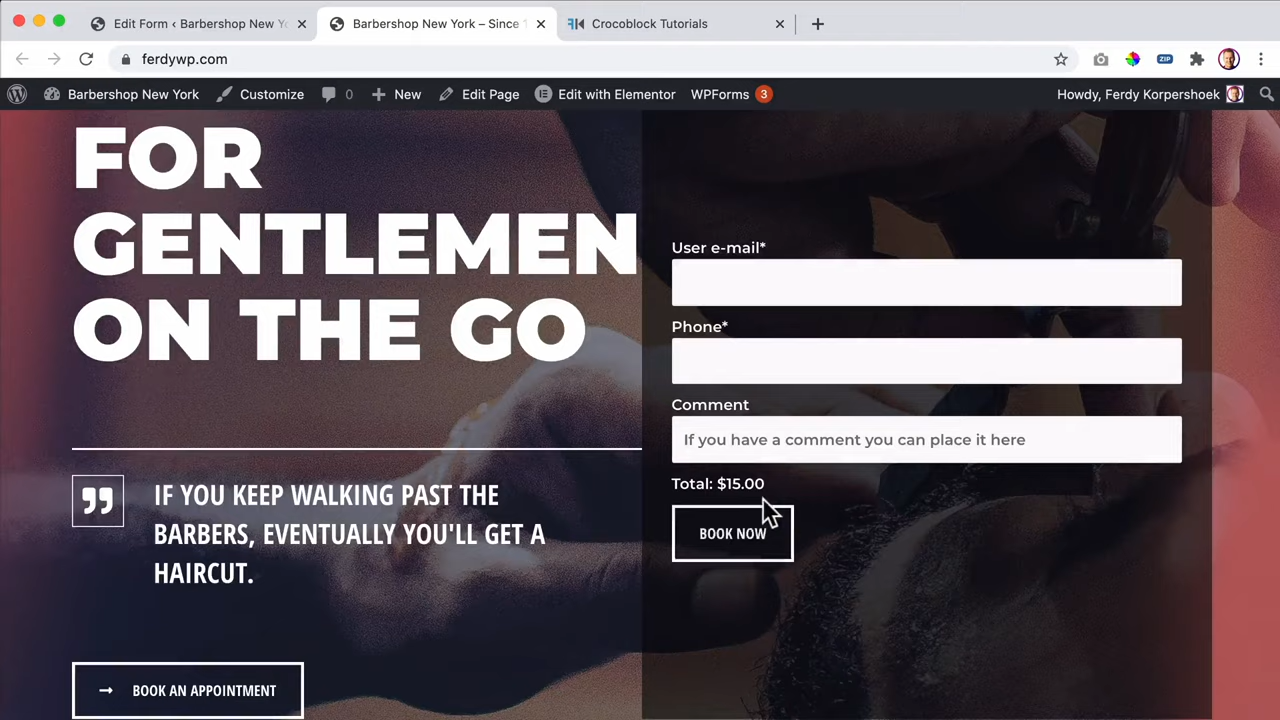 Edit Form ‹ Barbershop New Yo
Barbershop New York – Since 1
Crocoblock Tutorials
ferdywp.com
ZIP
Barbershop New York
Customize
0
New
Edit Page
Edit with Elementor
WPForms 3
Howdy, Ferdy Korpershoek
FOR
GENTLEMEN
ON THE GO
IF YOU KEEP WALKING PAST THE
BARBERS, EVENTUALLY YOU'LL GET A
HAIRCUT.
BOOK AN APPOINTMENT
User e-mail*
Phone*
Comment
If you have a comment you can place it here
Total: $15.00
BOOK NOW